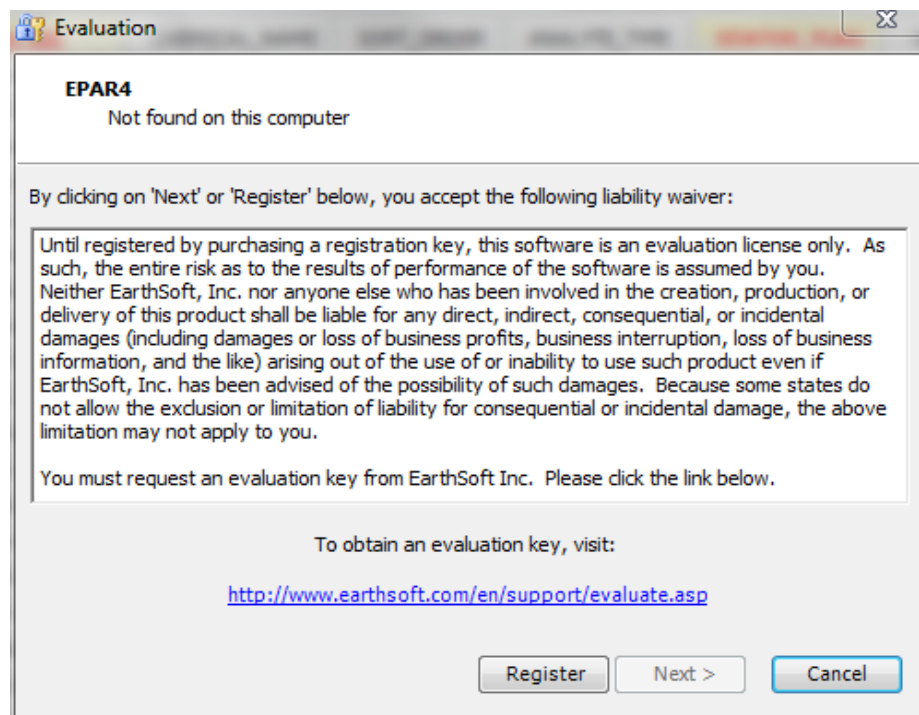 Evaluation
EPAR4
Not found on this computer
By clicking on 'Next' or 'Register' below, you accept the following liability waiver:
Until registered by purchasing a registration key, this software is an evaluation license only.  As
such, the entire risk as to the results of performance of the software is assumed by you.
Neither EarthSoft, Inc. nor anyone else who has been involved in the creation, production, or
delivery of this product shall be liable for any direct, indirect, consequential, or incidental
damages (including damages or loss of business profits, business interruption, loss of business
information, and the like) arising out of the use of or inability to use such product even if
EarthSoft, Inc. has been advised of the possibility of such damages.  Because some states do
not allow the exclusion or limitation of liability for consequential or incidental damage, the above
limitation may not apply to you.
You must request an evaluation key from EarthSoft Inc.  Please click the link below.
To obtain an evaluation key, visit:
http://www.earthsoft.com/en/support/evaluate.asp
Register
Next >
Cancel